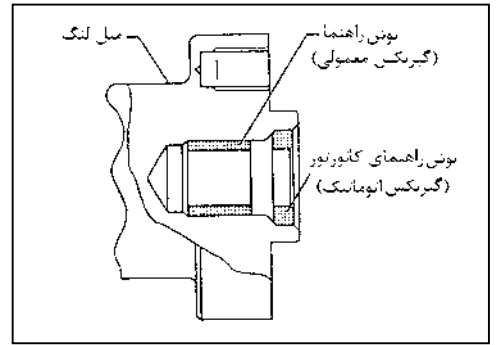 میل لنگ
بوش راهنما
(گیربکس معمولی)
بوش راهنمای کانورتور
(گیربکس اتوماتیک)